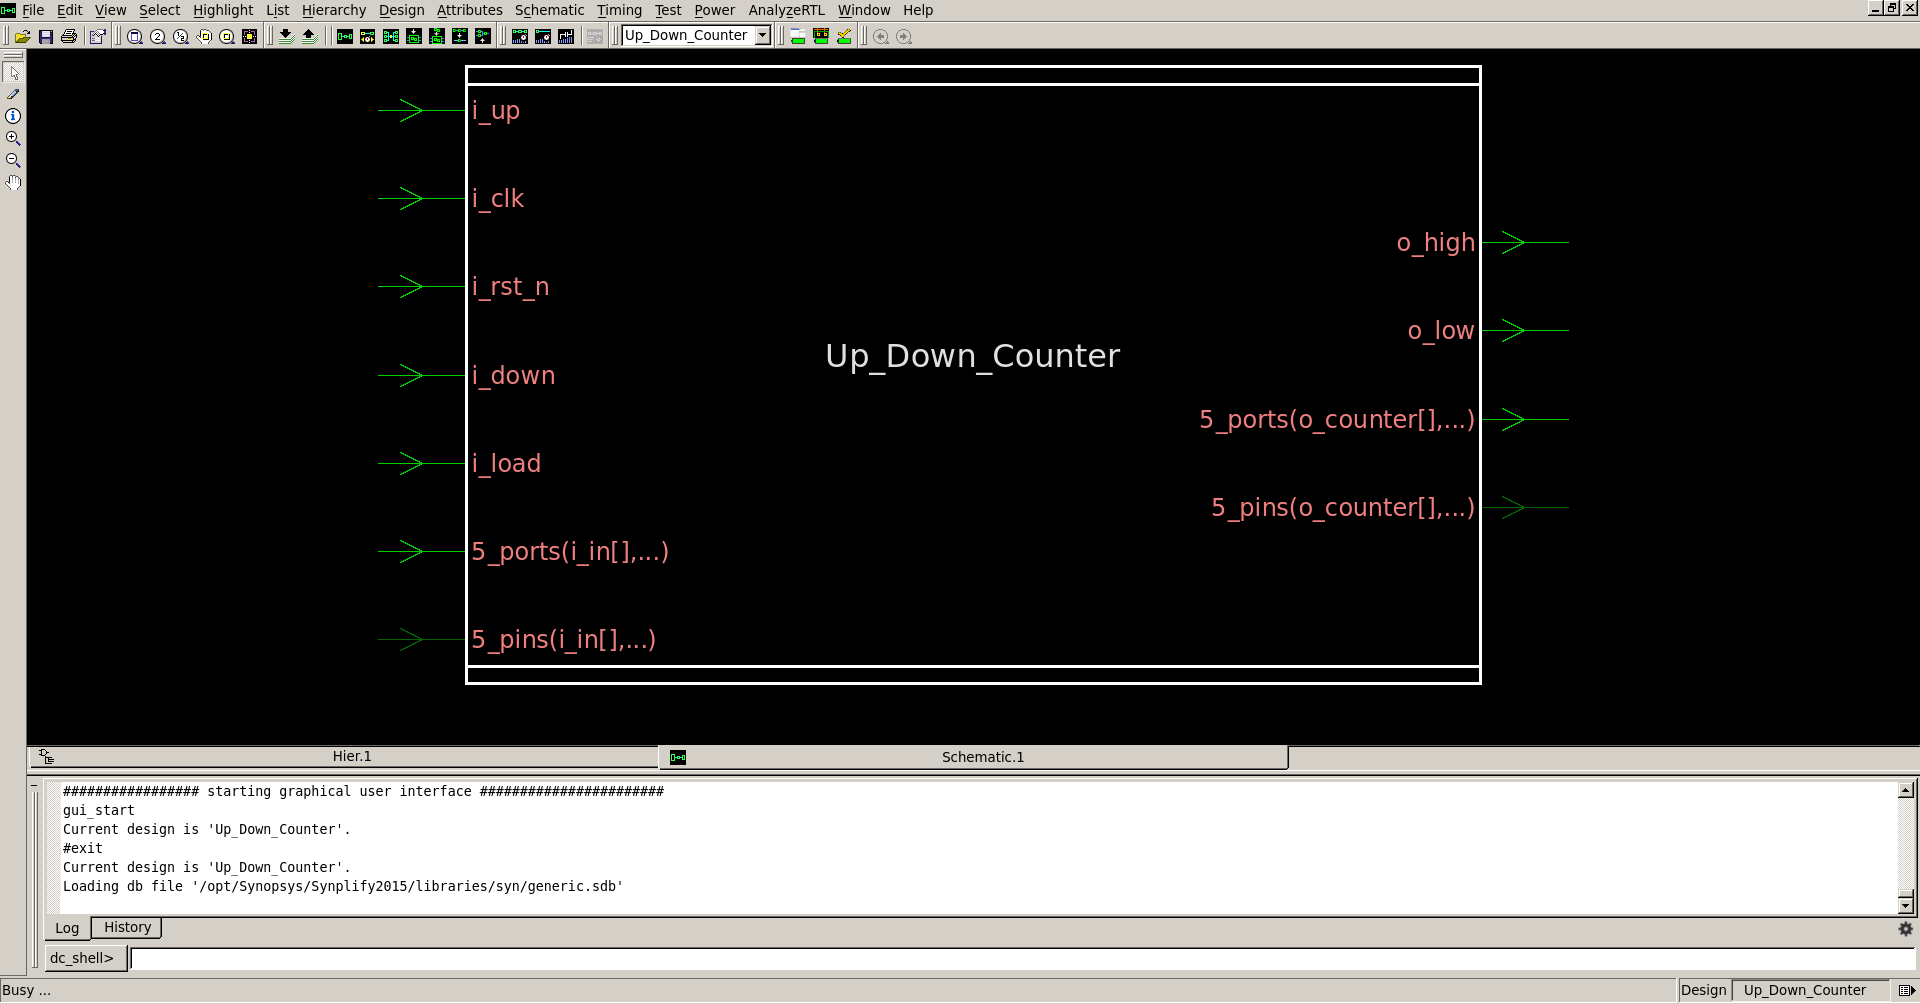 File Edit View Select Highlight List Hierarchy Design Attributes Schematic Timing Test Power AnalyzeRTL Window Help
Up_Down_Counter
i_up
i_clk
i_rst_n
i_down
i_load
5_ports(i_in[],...)
5_pins(i_in[],...)
Up_Down_Counter
o_high
o_low
5_ports(o_counter[],...)
5_pins(o_counter[],...)
Hier.1 Schematic.1
################# starting graphical user interface #######################
gui_start
Current design is 'Up_Down_Counter'.
#exit
Current design is 'Up_Down_Counter'.
Loading db file '/opt/Synopsys/Synplify2015/libraries/syn/generic.sdb'
Log History
dc_shell>
Busy ... Design Up_Down_Counter